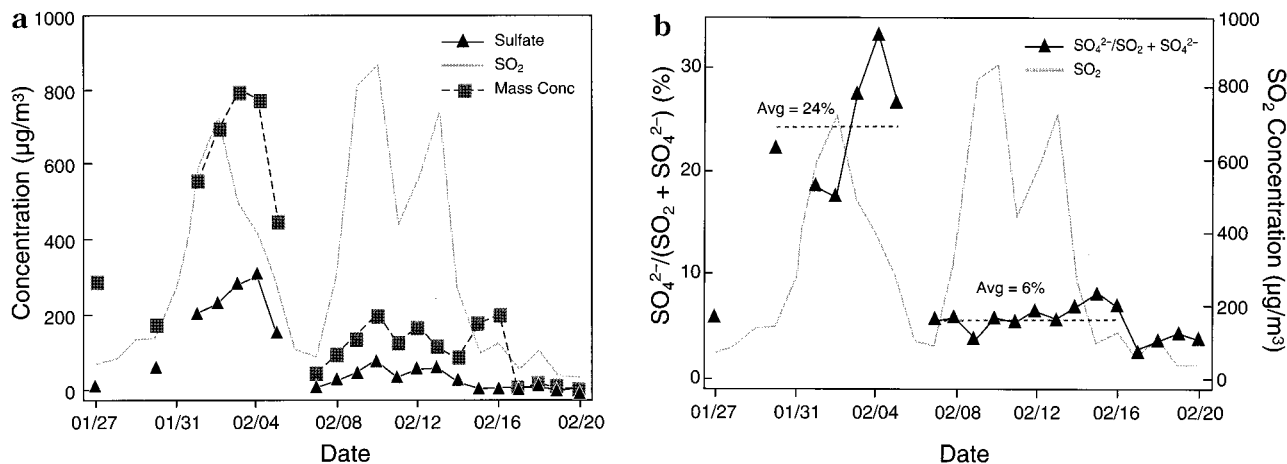 a
1000
800
600
400
200
0
Concentration (µg/m³)
Sulfate
SO₂
Mass Conc
01/27
01/31
02/04
02/08
02/12
02/16
02/20
Date
b
30
20
10
0
SO₄²⁻/(SO₂ + SO₄²⁻) (%)
SO₄²⁻/SO₂ + SO₄²⁻
SO₂
Avg = 24%
Avg = 6%
1000
800
600
400
200
0
SO₂ Concentration (µg/m³)
01/27
01/31
02/04
02/08
02/12
02/16
02/20
Date